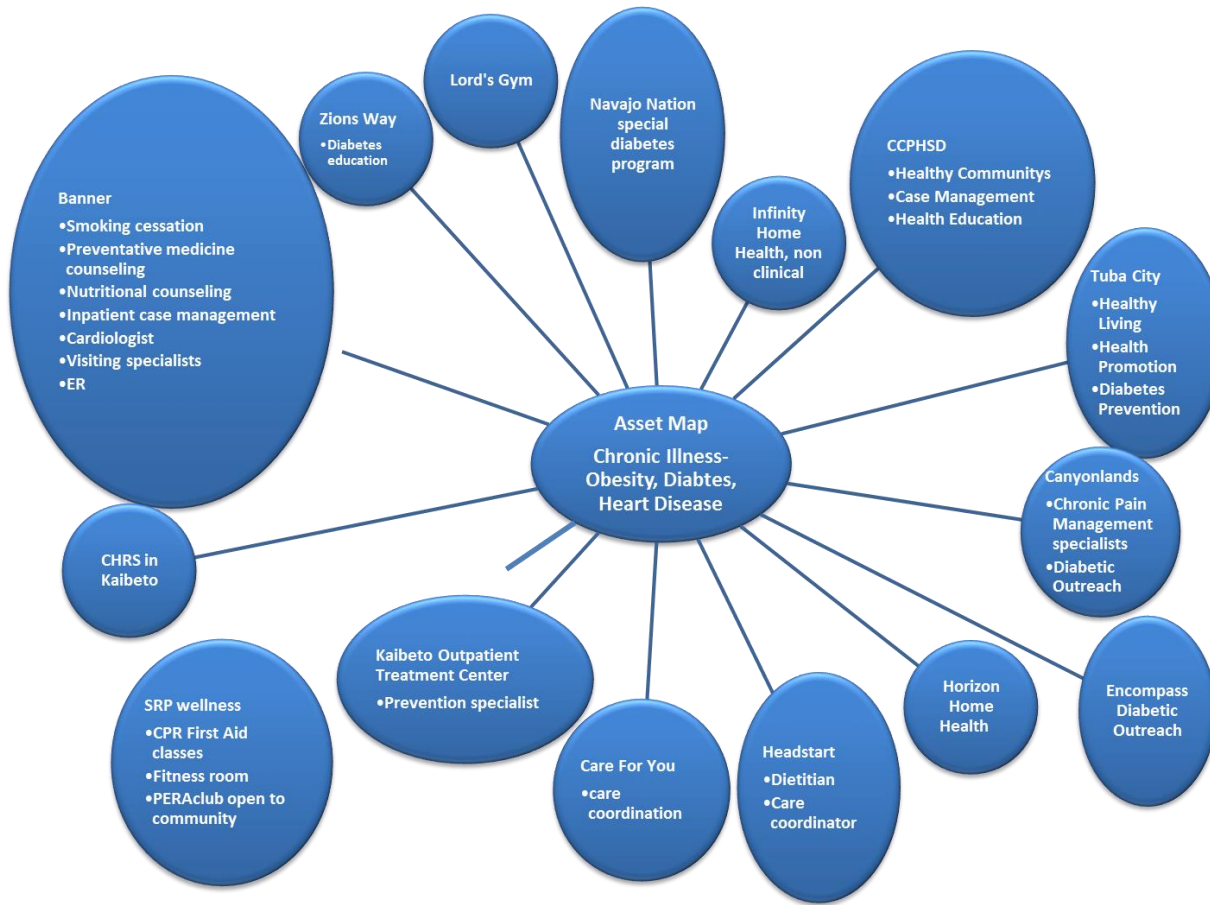 Lord's Gym
Zions Way
•Diabetes
education
Navajo Nation
special
diabetes
program
CCPHSD
•Healthy Communitys
•Case Management
•Health Education
Banner
•Smoking cessation
•Preventative medicine
counseling
•Nutritional counseling
•Inpatient case management
•Cardiologist
•Visiting specialists
•ER
Infinity
Home
Health, non
clinical
Tuba City
•Healthy
Living
•Health
Promotion
•Diabetes
Prevention
Asset Map
Chronic Illness-
Obesity, Diabtes,
Heart Disease
Canyonlands
•Chronic Pain
Management
specialists
•Diabetic
Outreach
CHRS in
Kaibeto
Kaibeto Outpatient
Treatment Center
•Prevention specialist
SRP wellness
•CPR First Aid
classes
•Fitness room
•PERAclub open to
community
Care For You
•care
coordination
Headstart
•Dietitian
•Care
coordinator
Horizon
Home
Health
Encompass
Diabetic
Outreach